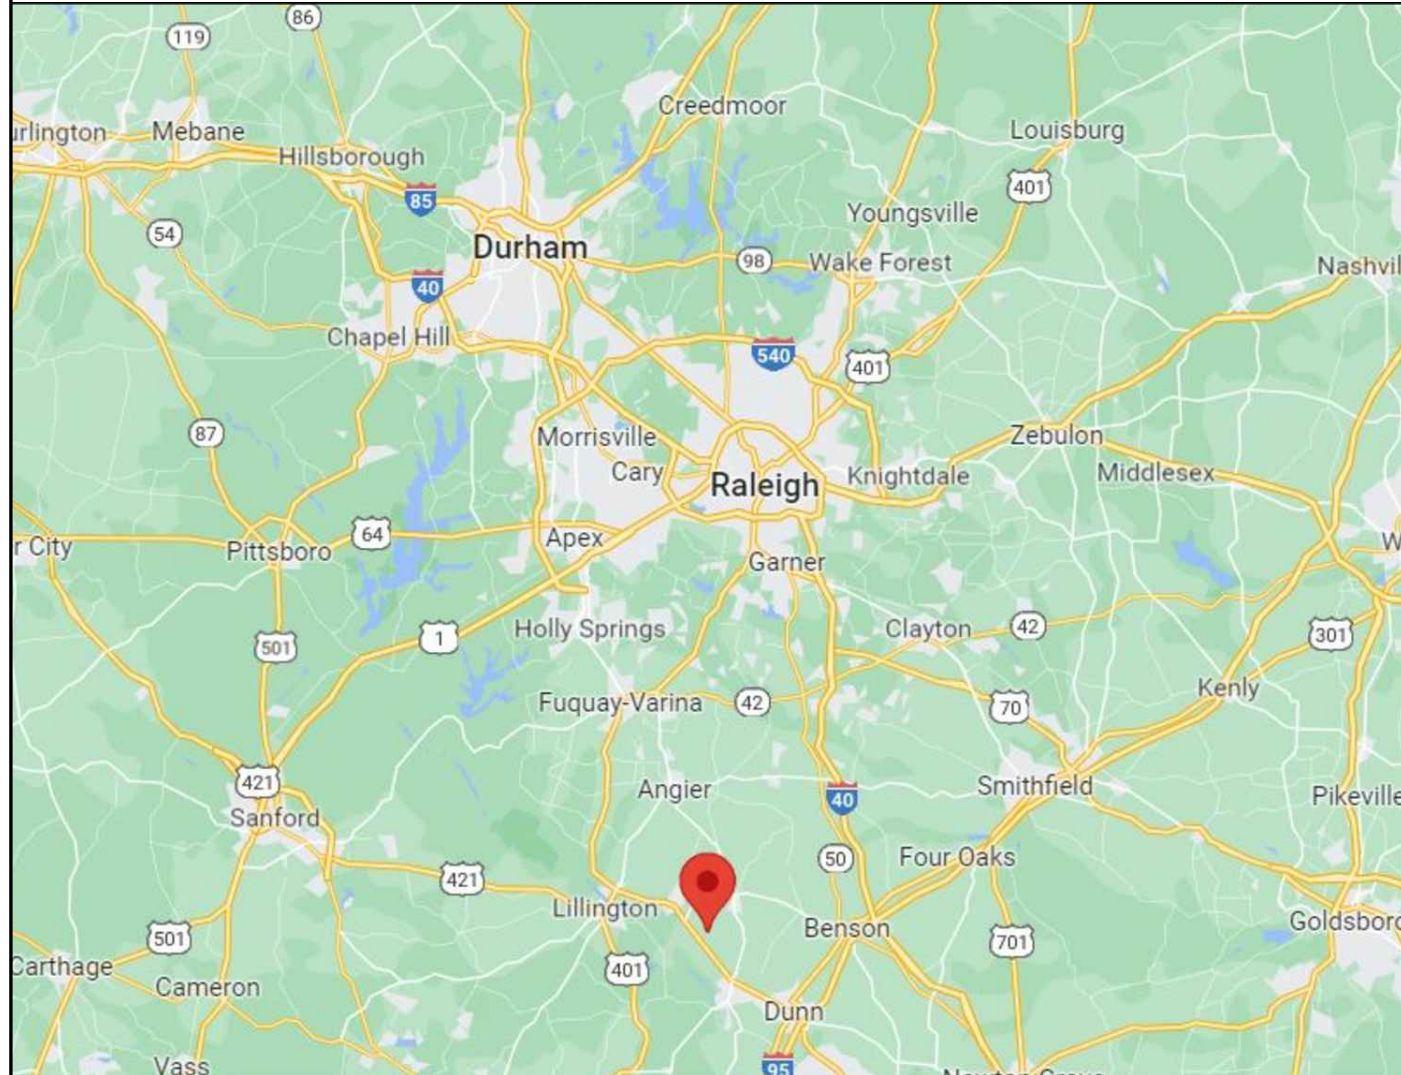 86
119
Creedmoor
urlington
Mebane
Louisburg
Hillsborough
401
85
Youngsville
54
Durham
98
Wake Forest
Nashvil
40
Chapel Hill
540
401
87
Morrisville
Zebulon
Cary
Raleigh
Knightdale
Middlesex
64
r City
Pittsboro
Apex
W
Garner
1
Holly Springs
Clayton
42
301
501
Kenly
Fuquay-Varina
42
70
421
Angier
40
Smithfield
Pikeville
Sanford
50
Four Oaks
421
Lillington
Benson
Goldsboro
501
701
Carthage
401
Cameron
Dunn
Vass
95
Newton Grove